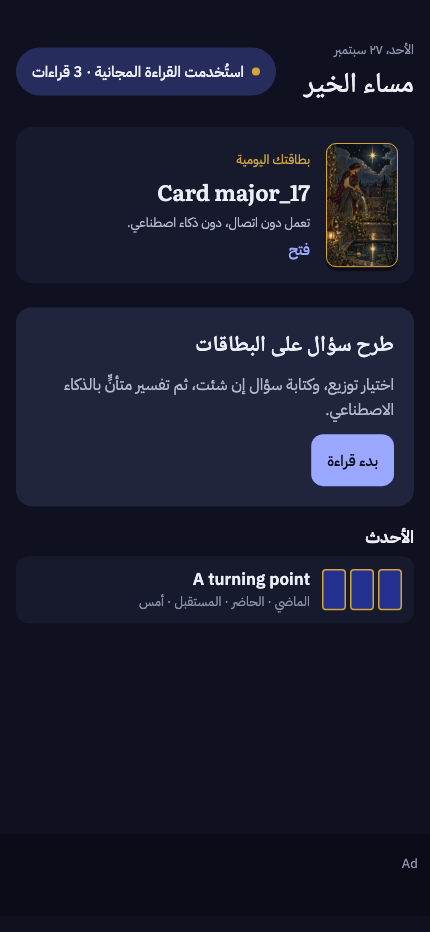 الأحد، ٢٧ سبتمبر
مساء الخير
استُخدمت القراءة المجانية · 3 قراءات
بطاقتك اليومية
Card major_17
تعمل دون اتصال، دون ذكاء اصطناعي.
فتح
طرح سؤال على البطاقات
اختيار توزيع، وكتابة سؤال إن شئت، ثم تفسير متأنٍّ بالذكاء
الاصطناعي.
بدء قراءة
الأحدث
A turning point
الماضي · الحاضر · المستقبل · أمس
Ad